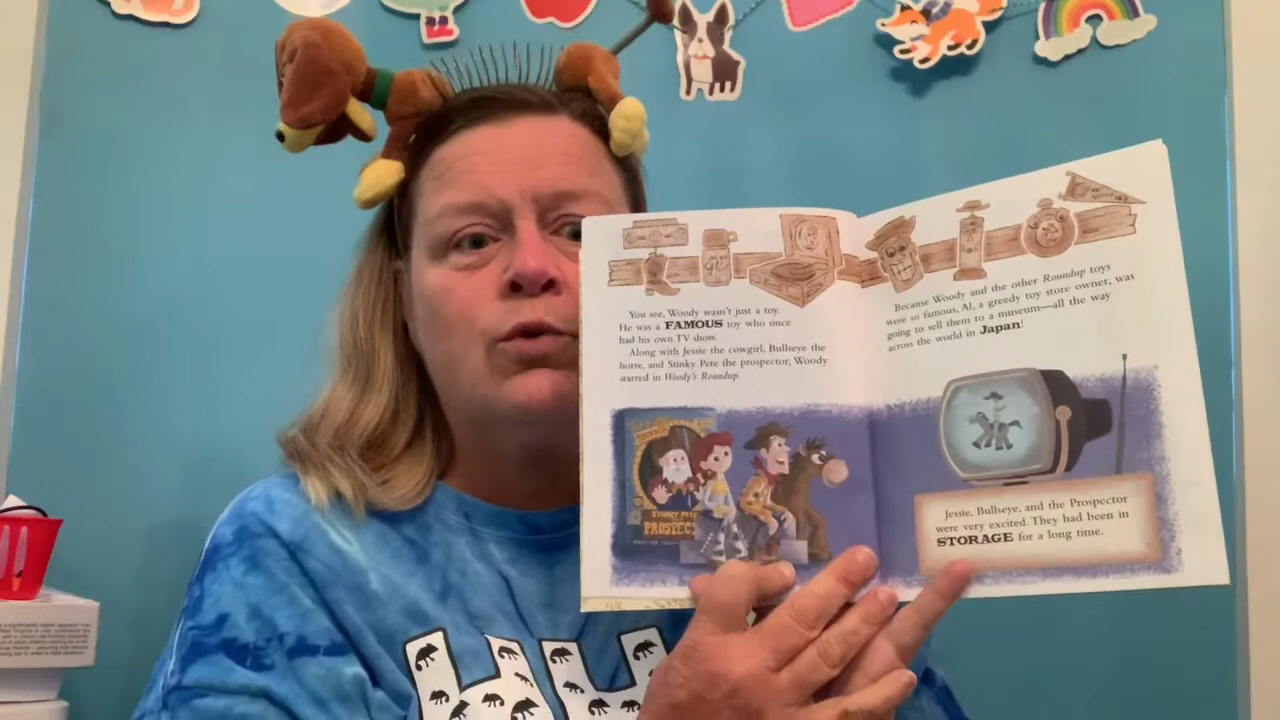 You see, Woody wasn't just a toy.
He was a FAMOUS toy who once
had his own TV show.
Along with Jessie the cowgirl, Bullseye the
horse, and Stinky Pete the prospector, Woody
starred in Woody's Roundup.
STINKY PETE
PROSPEC
Because Woody and the other Roundup toys
were so famous, Al, a greedy toy store owner, was
going to sell them to a museum—all the way
across the world in Japan!
Jessie, Bullseye, and the Prospector
were very excited. They had been in
STORAGE for a long time.